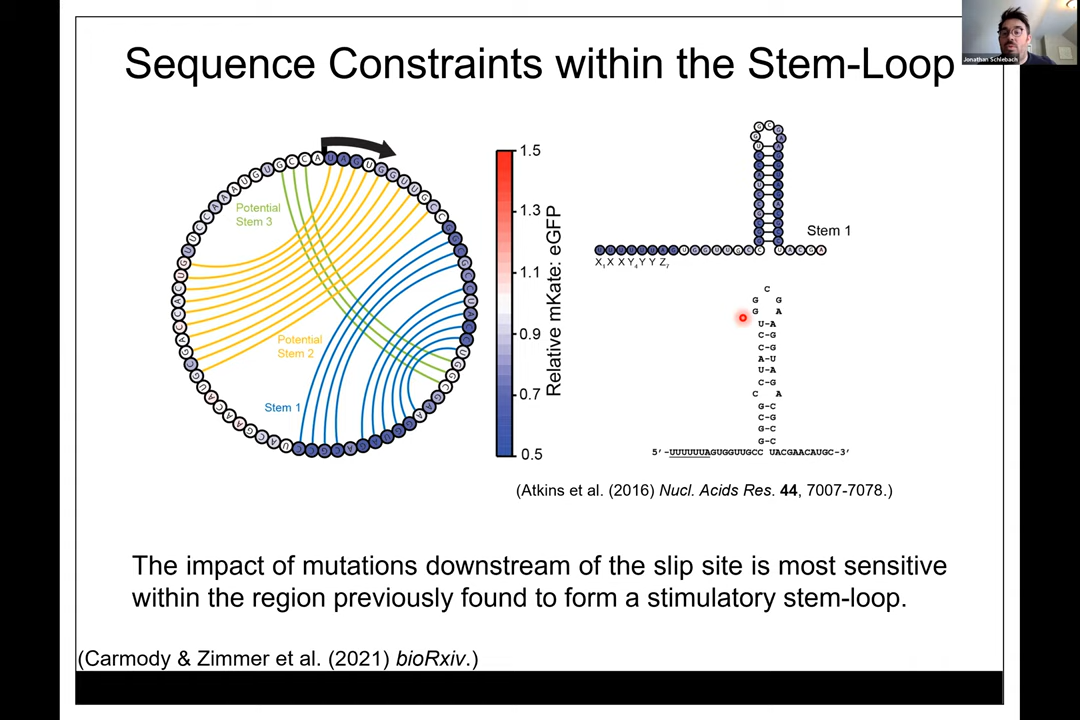 Sequence Constraints within the Stem-Loop
Jonathan Schlebach
Potential
Stem 3
Potential
Stem 2
Stem 1
1.5
1.3
1.1
0.9
0.7
0.5
Relative mKate: eGFP
Stem 1
X₁ X X Y₄ Y Y Z₇
C
G G
G A
U-A
C-G
C-G
A-U
U-A
C-G
C A
G-C
C-G
G-C
G-C
5’-UUUUUUAGUGGUUGCC UACGAACAUGC-3’
(Atkins et al. (2016) Nucl. Acids Res. 44, 7007-7078.)
The impact of mutations downstream of the slip site is most sensitive
within the region previously found to form a stimulatory stem-loop.
(Carmody & Zimmer et al. (2021) bioRxiv.)